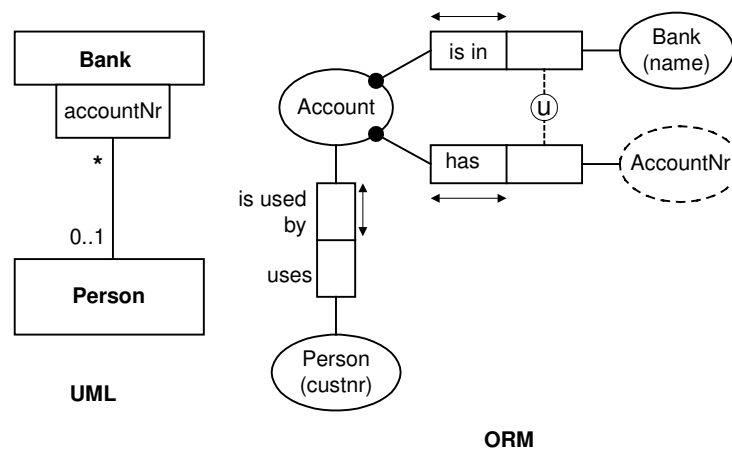 Bank
accountNr
*
0..1
Person
UML
Account
is in
Bank
(name)
u
has
AccountNr
is used
by
uses
Person
(custnr)
ORM